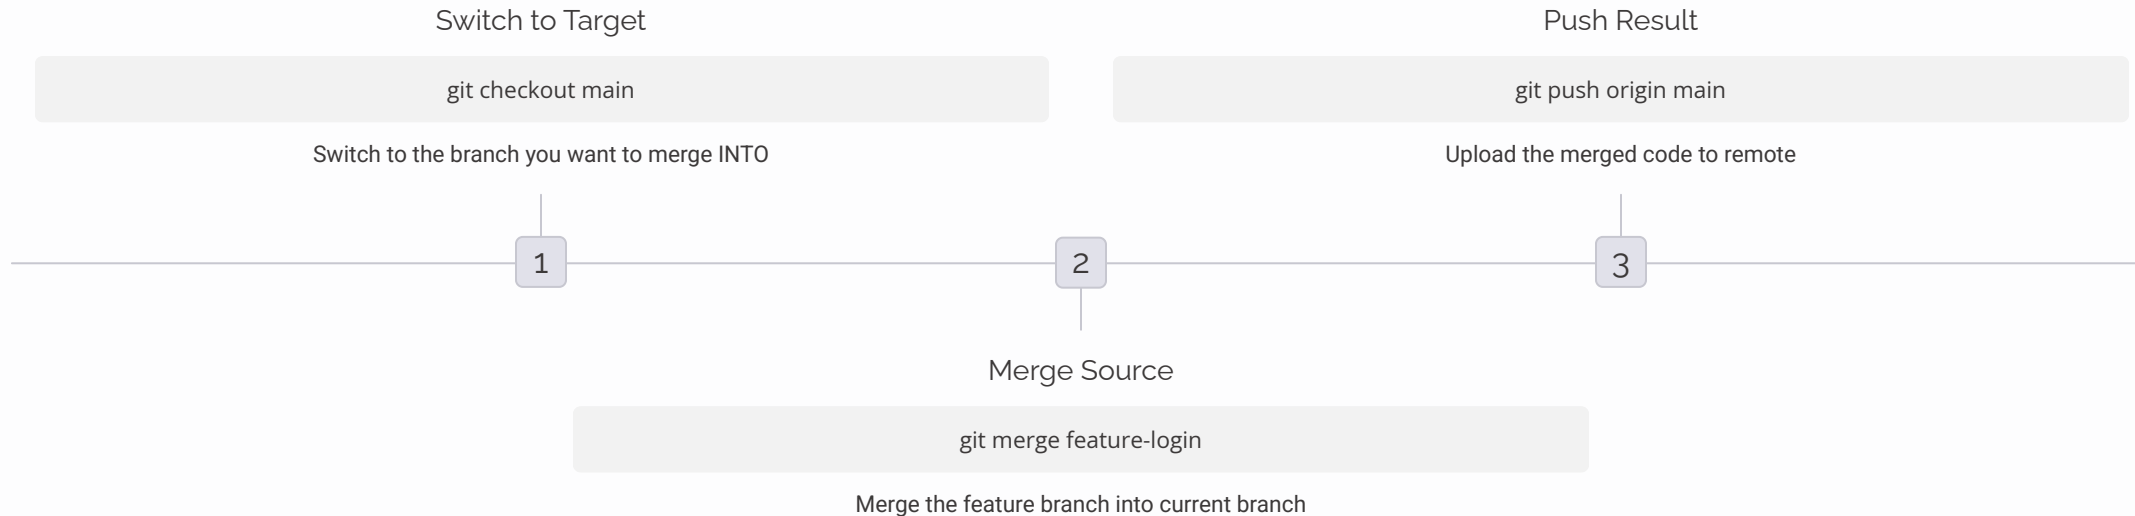 Switch to Target
git checkout main
Switch to the branch you want to merge INTO
1
2
Merge Source
git merge feature-login
Merge the feature branch into current branch
Push Result
git push origin main
Upload the merged code to remote
3